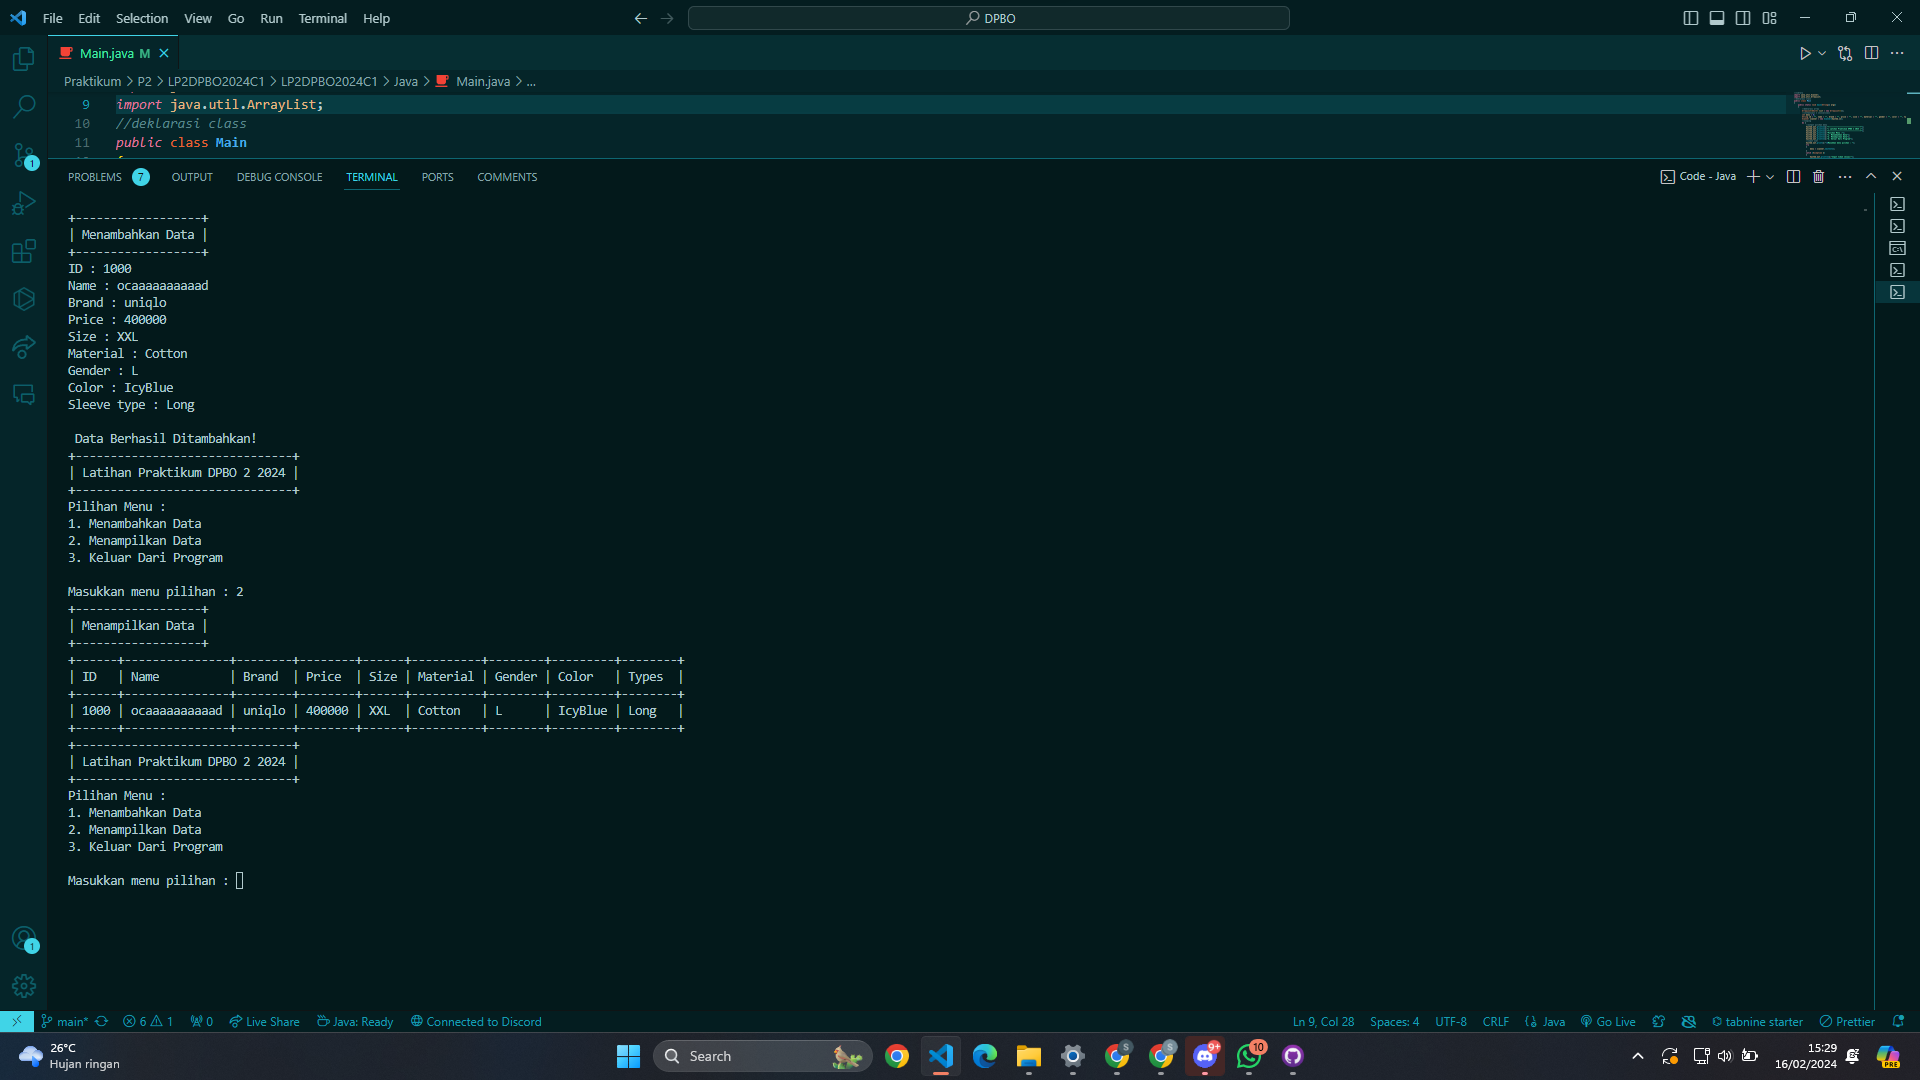 File Edit Selection View Go Run Terminal Help
DPBO
Main.java M
Praktikum > P2 > LP2DPBO2024C1 > LP2DPBO2024C1 > Java > Main.java > ...
9 import java.util.ArrayList;
10 //deklarasi class
11 public class Main
PROBLEMS 7 OUTPUT DEBUG CONSOLE TERMINAL PORTS COMMENTS
Code - Java
+------------------+
| Menambahkan Data |
+------------------+
ID : 1000
Name : ocaaaaaaaaaad
Brand : uniqlo
Price : 400000
Size : XXL
Material : Cotton
Gender : L
Color : IcyBlue
Sleeve type : Long
Data Berhasil Ditambahkan!
+-------------------------------+
| Latihan Praktikum DPBO 2 2024 |
+-------------------------------+
Pilihan Menu :
1. Menambahkan Data
2. Menampilkan Data
3. Keluar Dari Program
Masukkan menu pilihan : 2
+------------------+
| Menampilkan Data |
+------------------+
+------+---------------+--------+--------+------+----------+--------+---------+--------+
| ID   | Name          | Brand  | Price  | Size | Material | Gender | Color   | Types  |
+------+---------------+--------+--------+------+----------+--------+---------+--------+
| 1000 | ocaaaaaaaaaad | uniqlo | 400000 | XXL  | Cotton   | L      | IcyBlue | Long   |
+------+---------------+--------+--------+------+----------+--------+---------+--------+
+-------------------------------+
| Latihan Praktikum DPBO 2 2024 |
+-------------------------------+
Pilihan Menu :
1. Menambahkan Data
2. Menampilkan Data
3. Keluar Dari Program
Masukkan menu pilihan :
1
1
main* 6 1 0 Live Share Java: Ready Connected to Discord
Ln 9, Col 28 Spaces: 4 UTF-8 CRLF Java Go Live tabnine starter Prettier
26°C
Hujan ringan
Search
S
S
9+
10
15:29
16/02/2024
PRE